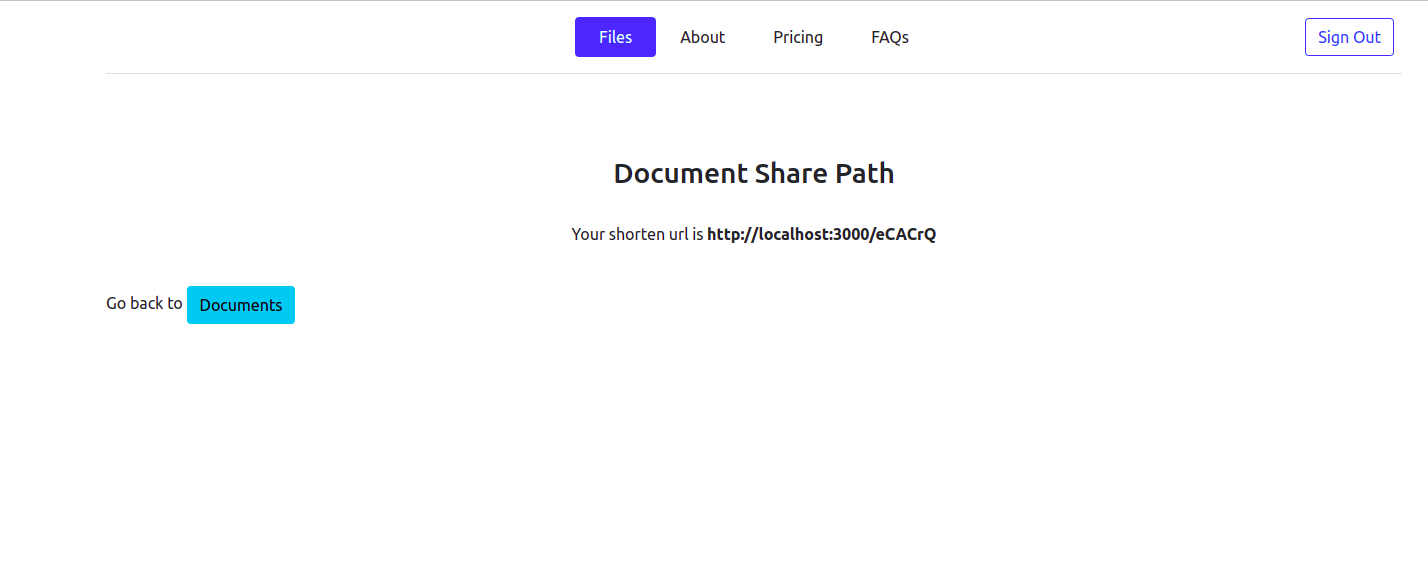 Files About Pricing FAQs Sign Out
Document Share Path
Your shorten url is http://localhost:3000/eCACrQ
Go back to Documents